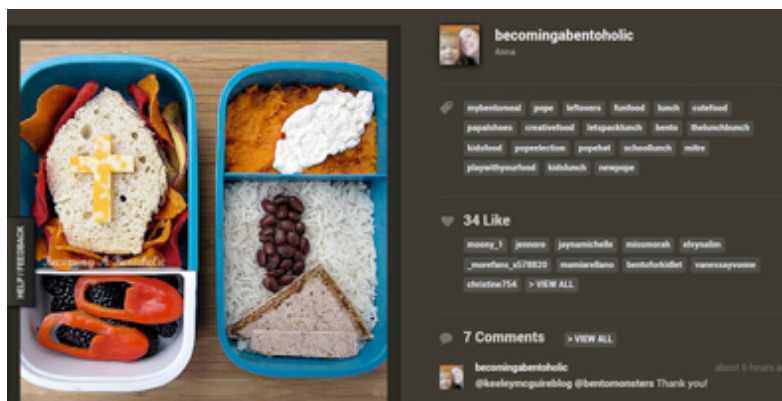 becomingabentoholic
Anna
mybentomeal pope leftovers funfood lunch cutefood
papalshoes creativefood letspacklunch bento thelunchbunch
kidsfood popeelection popehat schoollunch mitre
playwithyourfood kidslunch newpope
34 Like
moony_1 jennoro jaynamichelle missmorah elvynalim
_morefans_x578820 mamiarellano bentoforkidlet vanessayvonne
christine754 > VIEW ALL
7 Comments > VIEW ALL
becomingabentoholic about 6 hours a
@keeleymcguireblog @bentomonsters Thank you!
HELP / FEEDBACK
Becoming A Bentoholic